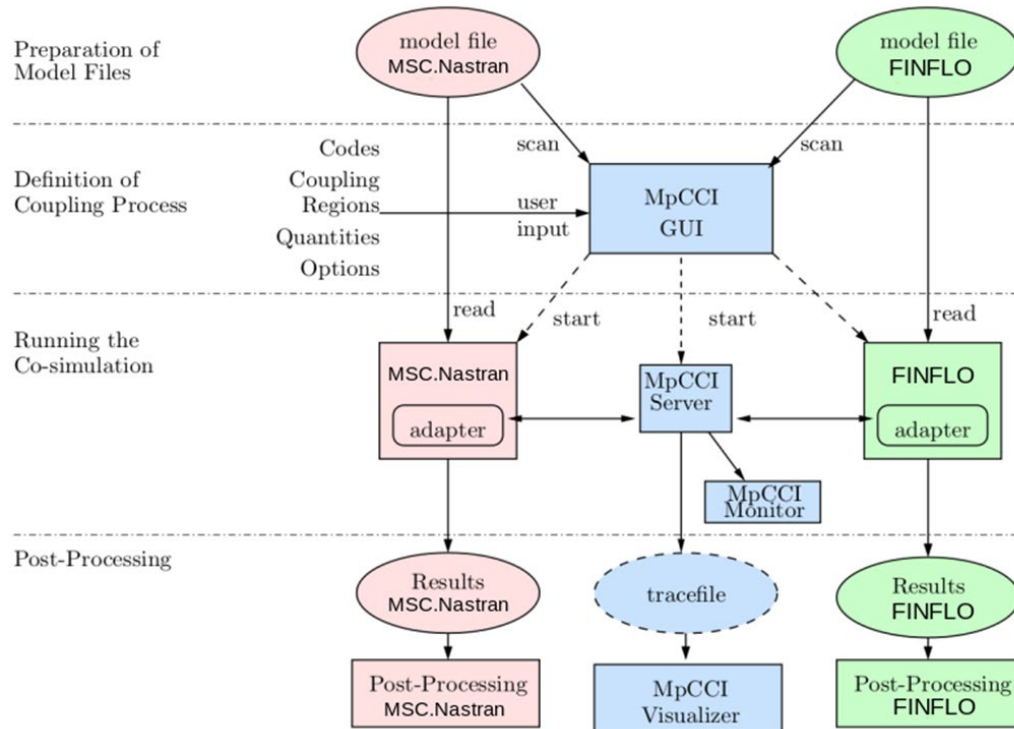 Preparation of
Model Files
model file
MSC.Nastran
model file
FINFLO
scan
scan
Definition of
Coupling Process
Codes
Coupling
Regions
Quantities
Options
user
input
MpCCI
GUI
read
start
start
read
Running the
Co-simulation
MSC.Nastran
adapter
MpCCI
Server
FINFLO
adapter
MpCCI
Monitor
Post-Processing
Results
MSC.Nastran
tracefile
Results
FINFLO
Post-Processing
MSC.Nastran
MpCCI
Visualizer
Post-Processing
FINFLO